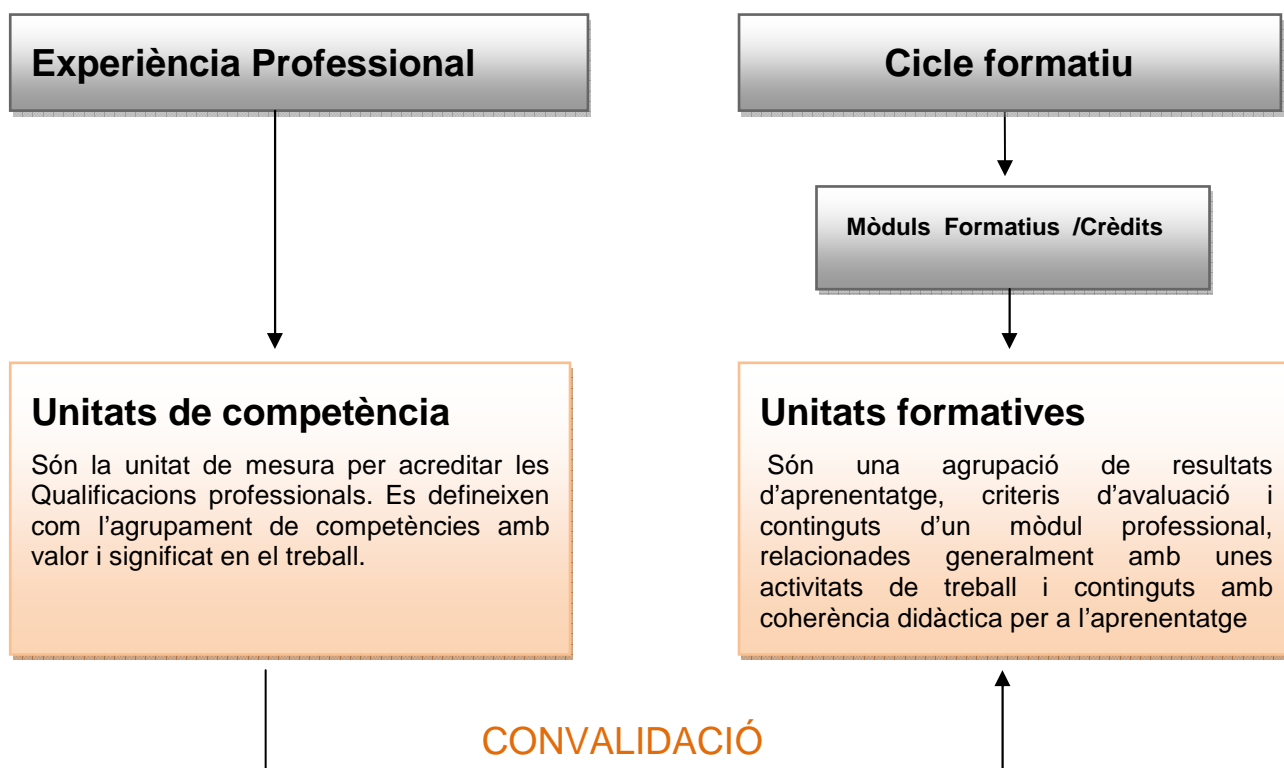 Experiència Professional
Cicle formatiu
Mòduls Formatius /Crèdits
Unitats de competència
Són la unitat de mesura per acreditar les
Qualificacions professionals. Es defineixen
com l’agrupament de competències amb
valor i significat en el treball.
Unitats formatives
Són una agrupació de resultats
d’aprenentatge, criteris d’avaluació i
continguts d’un mòdul professional,
relacionades generalment amb unes
activitats de treball i continguts amb
coherència didàctica per a l’aprenentatge
CONVALIDACIÓ